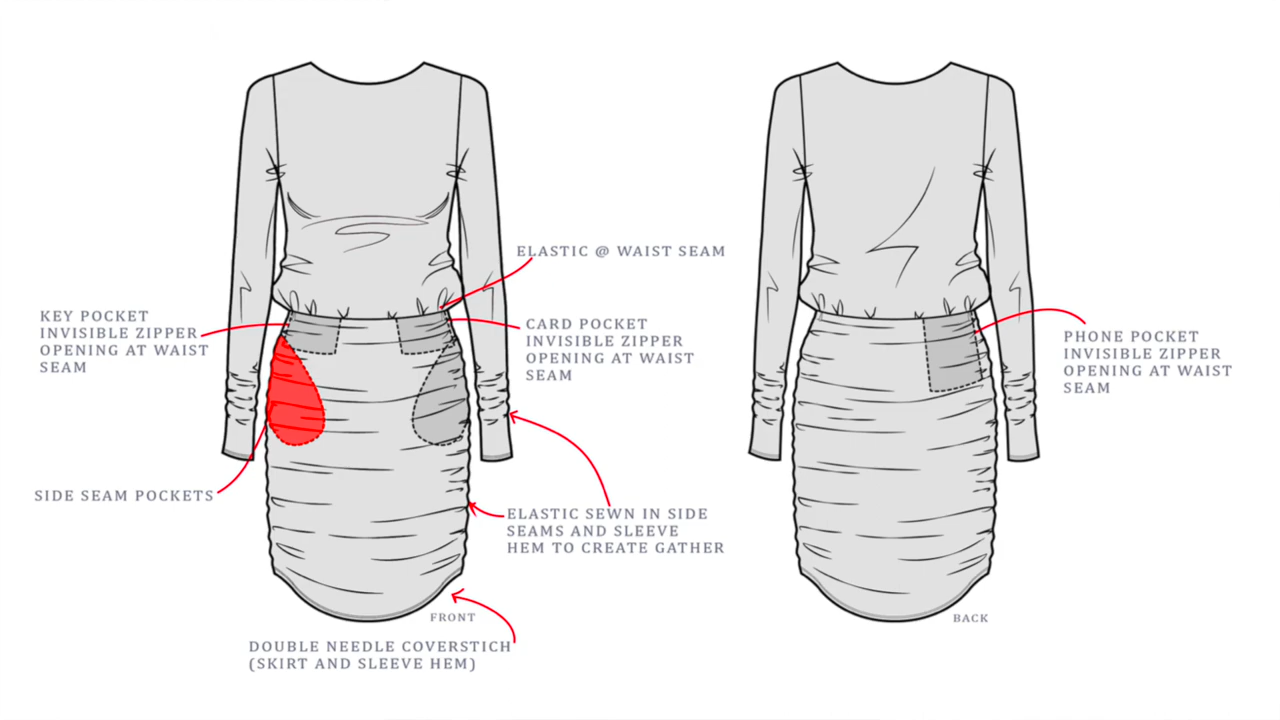 ELASTIC @ WAIST SEAM
KEY POCKET
INVISIBLE ZIPPER
OPENING AT WAIST
SEAM
CARD POCKET
INVISIBLE ZIPPER
OPENING AT WAIST
SEAM
PHONE POCKET
INVISIBLE ZIPPER
OPENING AT WAIST
SEAM
SIDE SEAM POCKETS
ELASTIC SEWN IN SIDE
SEAMS AND SLEEVE
HEM TO CREATE GATHER
FRONT
BACK
DOUBLE NEEDLE COVERSTICH
(SKIRT AND SLEEVE HEM)